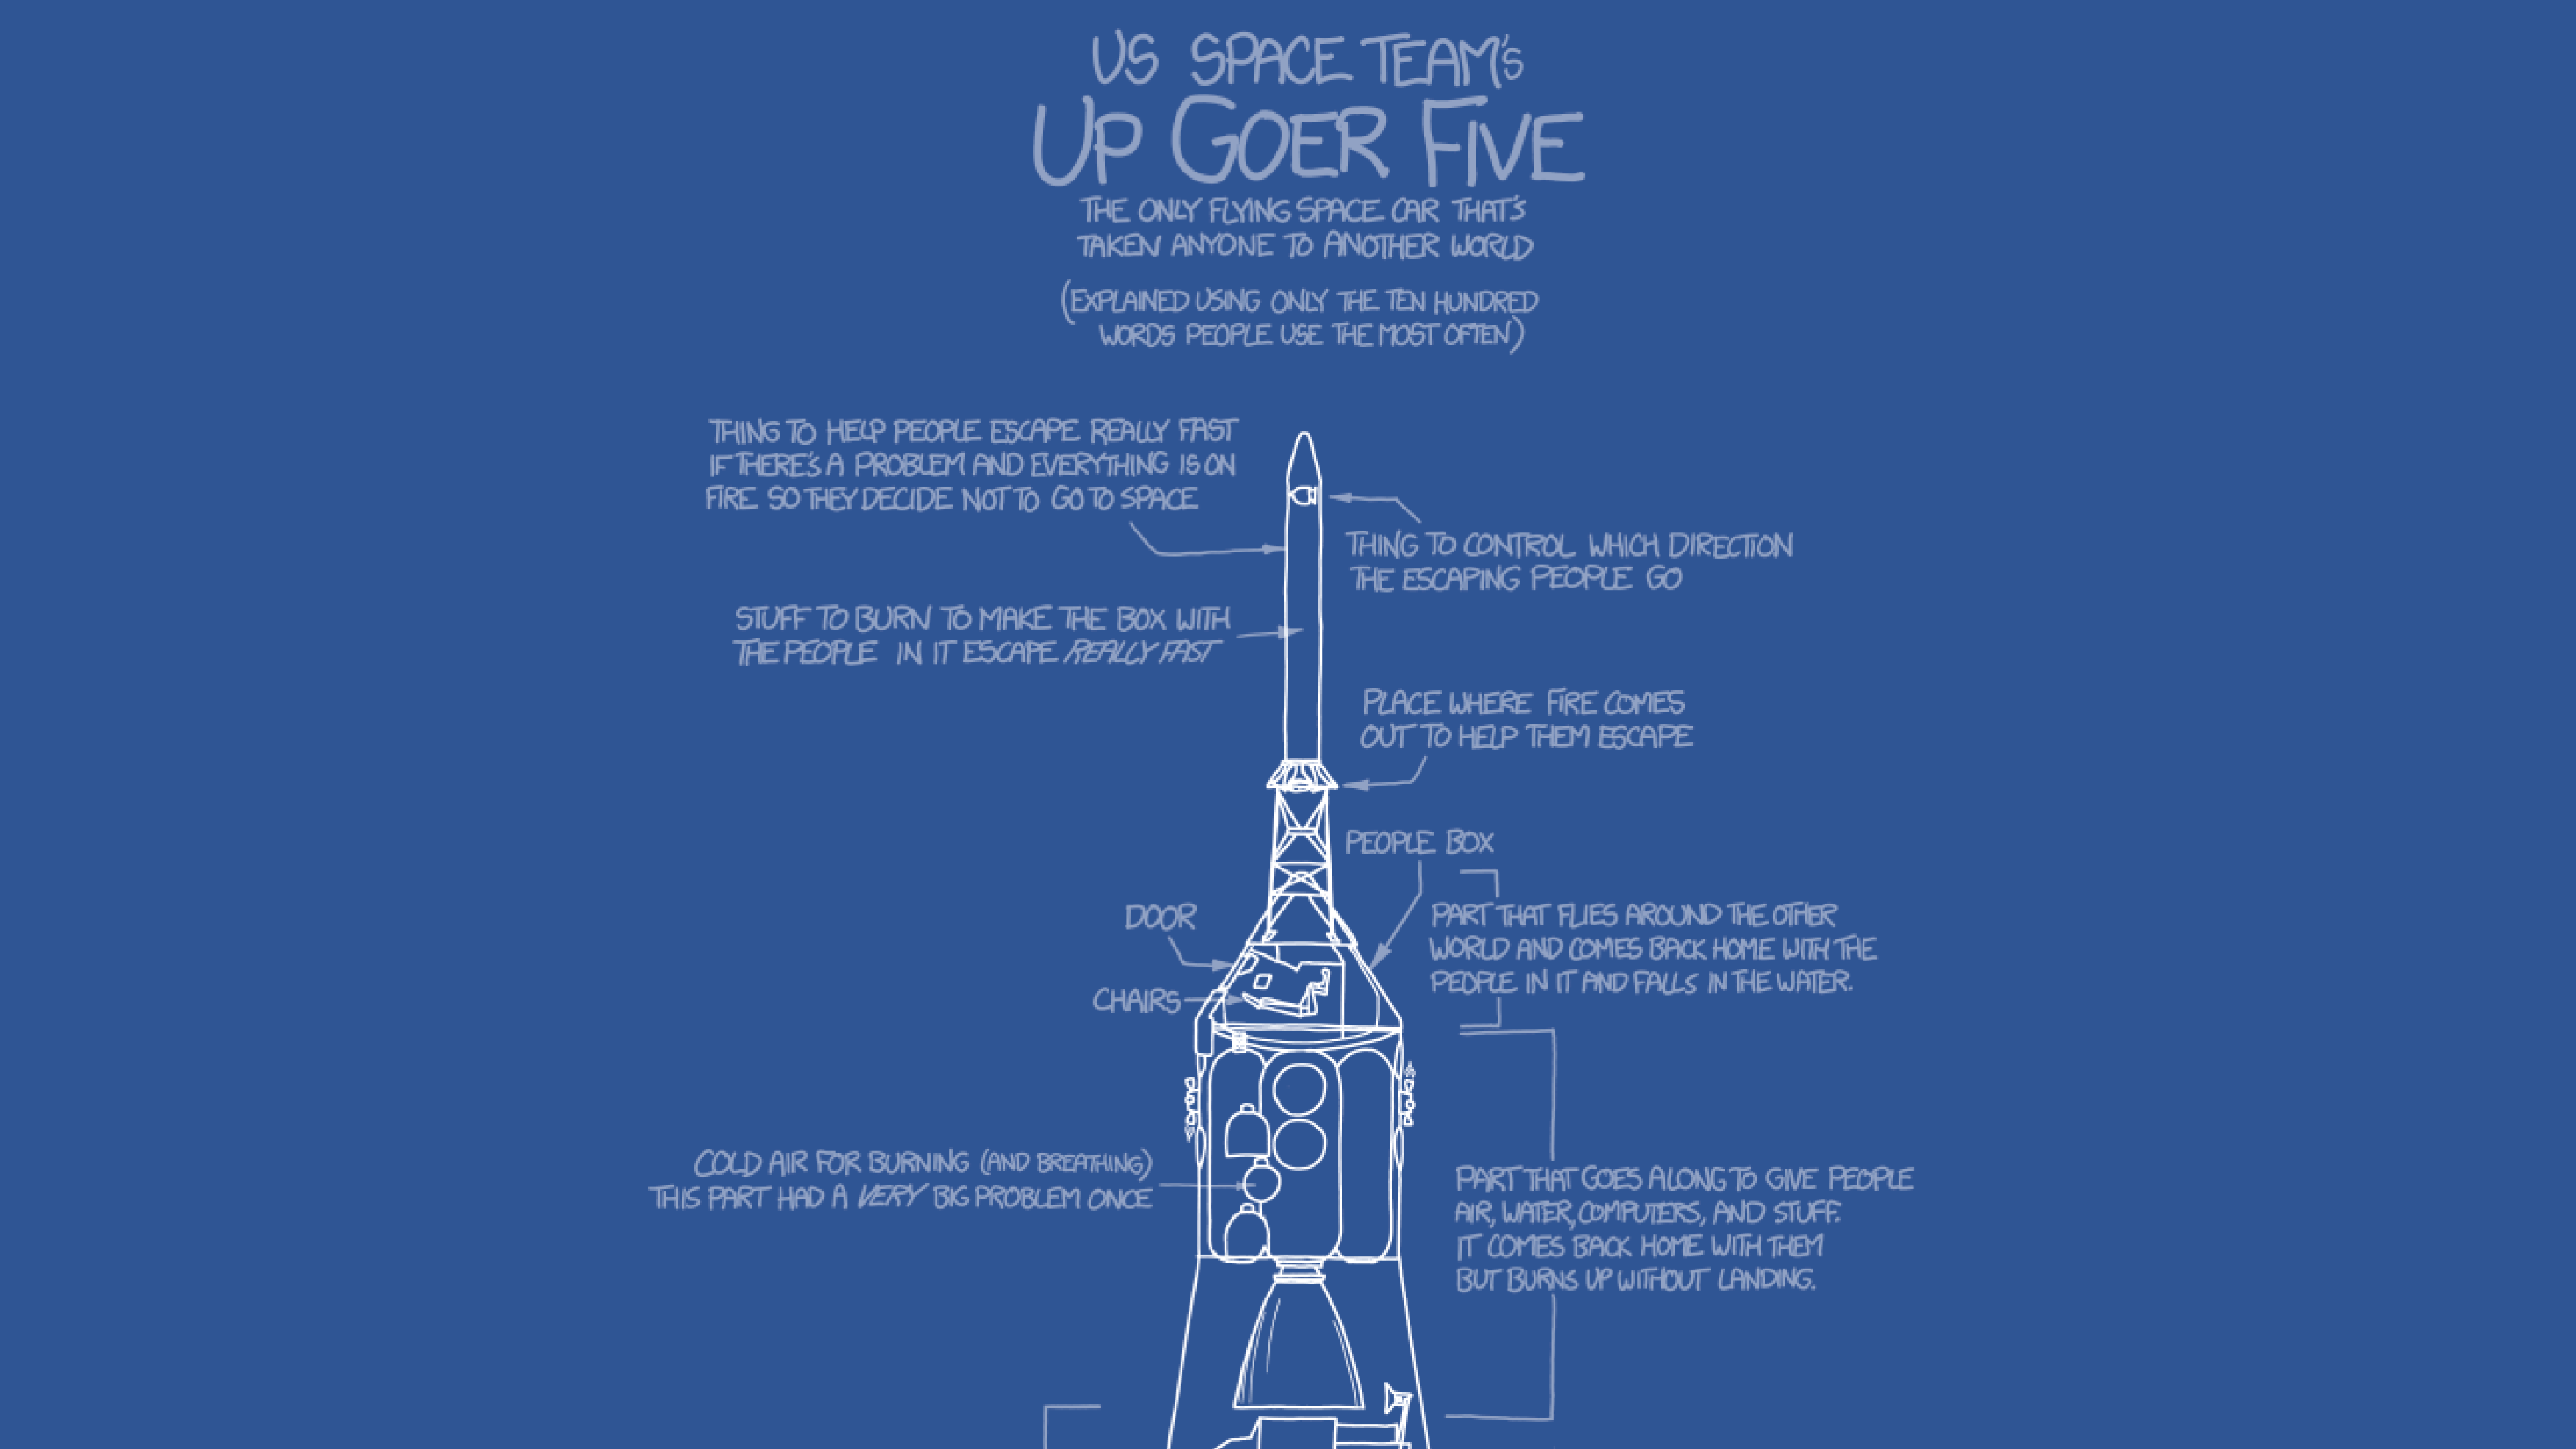 US SPACE TEAM'S
UP GOER FIVE
THE ONLY FLYING SPACE CAR THAT'S
TAKEN ANYONE TO ANOTHER WORLD
(EXPLAINED USING ONLY THE TEN HUNDRED
WORDS PEOPLE USE THE MOST OFTEN)
THING TO HELP PEOPLE ESCAPE REALLY FAST
IF THERE'S A PROBLEM AND EVERYTHING IS ON
FIRE SO THEY DECIDE NOT TO GO TO SPACE
THING TO CONTROL WHICH DIRECTION
THE ESCAPING PEOPLE GO
STUFF TO BURN TO MAKE THE BOX WITH
THE PEOPLE IN IT ESCAPE REALLY FAST
PLACE WHERE FIRE COMES
OUT TO HELP THEM ESCAPE
PEOPLE BOX
DOOR
PART THAT FLIES AROUND THE OTHER
WORLD AND COMES BACK HOME WITH THE
PEOPLE IN IT AND FALLS IN THE WATER.
CHAIRS
COLD AIR FOR BURNING (AND BREATHING)
THIS PART HAD A VERY BIG PROBLEM ONCE
PART THAT GOES ALONG TO GIVE PEOPLE
AIR, WATER, COMPUTERS, AND STUFF.
IT COMES BACK HOME WITH THEM
BUT BURNS UP WITHOUT LANDING.